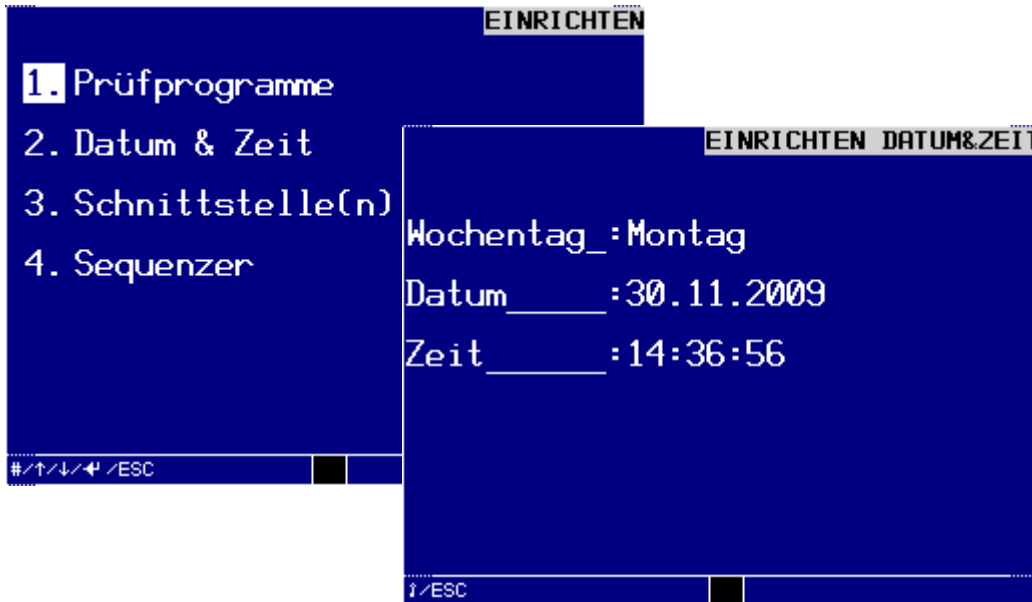 EINRICHTEN
1. Prüfprogramme
2. Datum & Zeit
3. Schnittstelle(n)
4. Sequenzer
#/↑/↓/↵ /ESC
EINRICHTEN DATUM&ZEIT
Wochentag_:Montag
Datum_____:30.11.2009
Zeit______:14:36:56
⇧/ESC